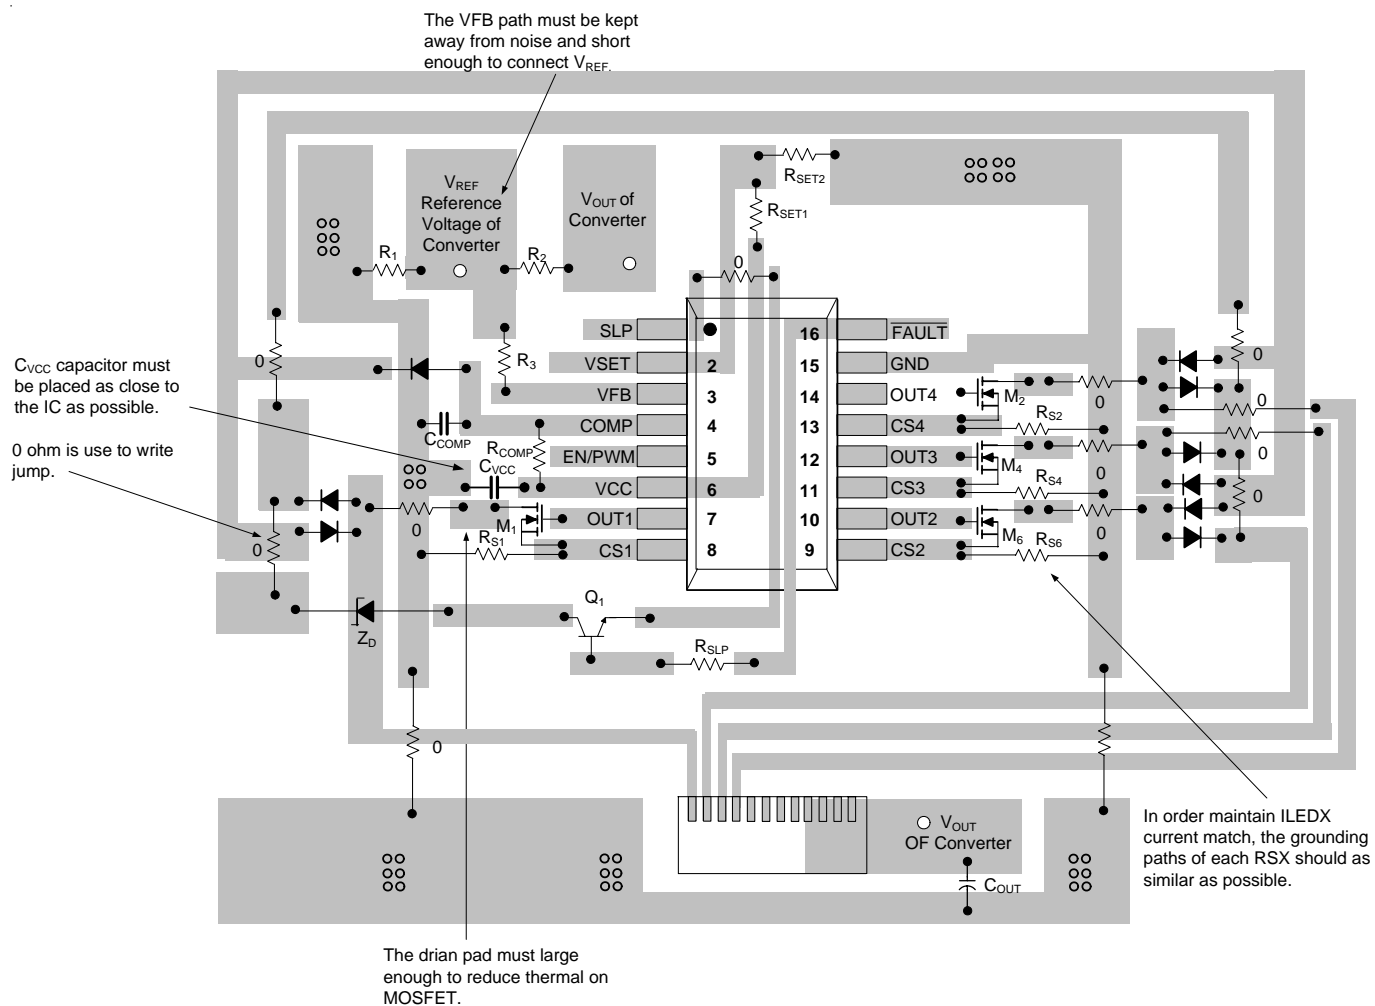 The VFB path must be kept
away from noise and short
enough to connect VREF.
RSET2
VREF
Reference
Voltage of
Converter
VOUT of
Converter
RSET1
R1
R2
0
SLP
16
FAULT
0
R3
VSET
2
15
GND
0
CVCC capacitor must
be placed as close to
the IC as possible.
VFB
3
14
OUT4
M2
0
0
CCOMP
COMP
4
13
CS4
RS2
0
0 ohm is use to write
jump.
RCOMP
EN/PWM
5
12
OUT3
M4
0
CVCC
VCC
6
11
CS3
RS4
0
0
M1
OUT1
7
10
OUT2
M6
0
0
RS1
CS1
8
9
CS2
RS6
Q1
ZD
RSLP
0
VOUT
OF Converter
COUT
In order maintain ILEDX
current match, the grounding
paths of each RSX should as
similar as possible.
The drian pad must large
enough to reduce thermal on
MOSFET.